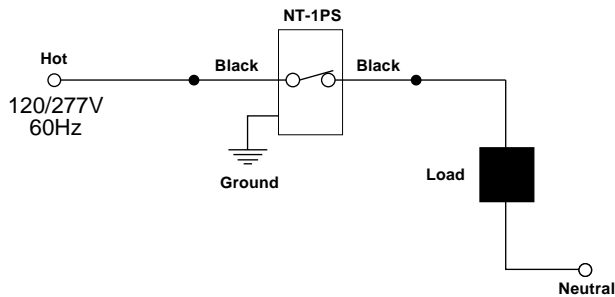 NT-1PS
Hot
Black
Black
120/277V
60Hz
Ground
Load
Neutral